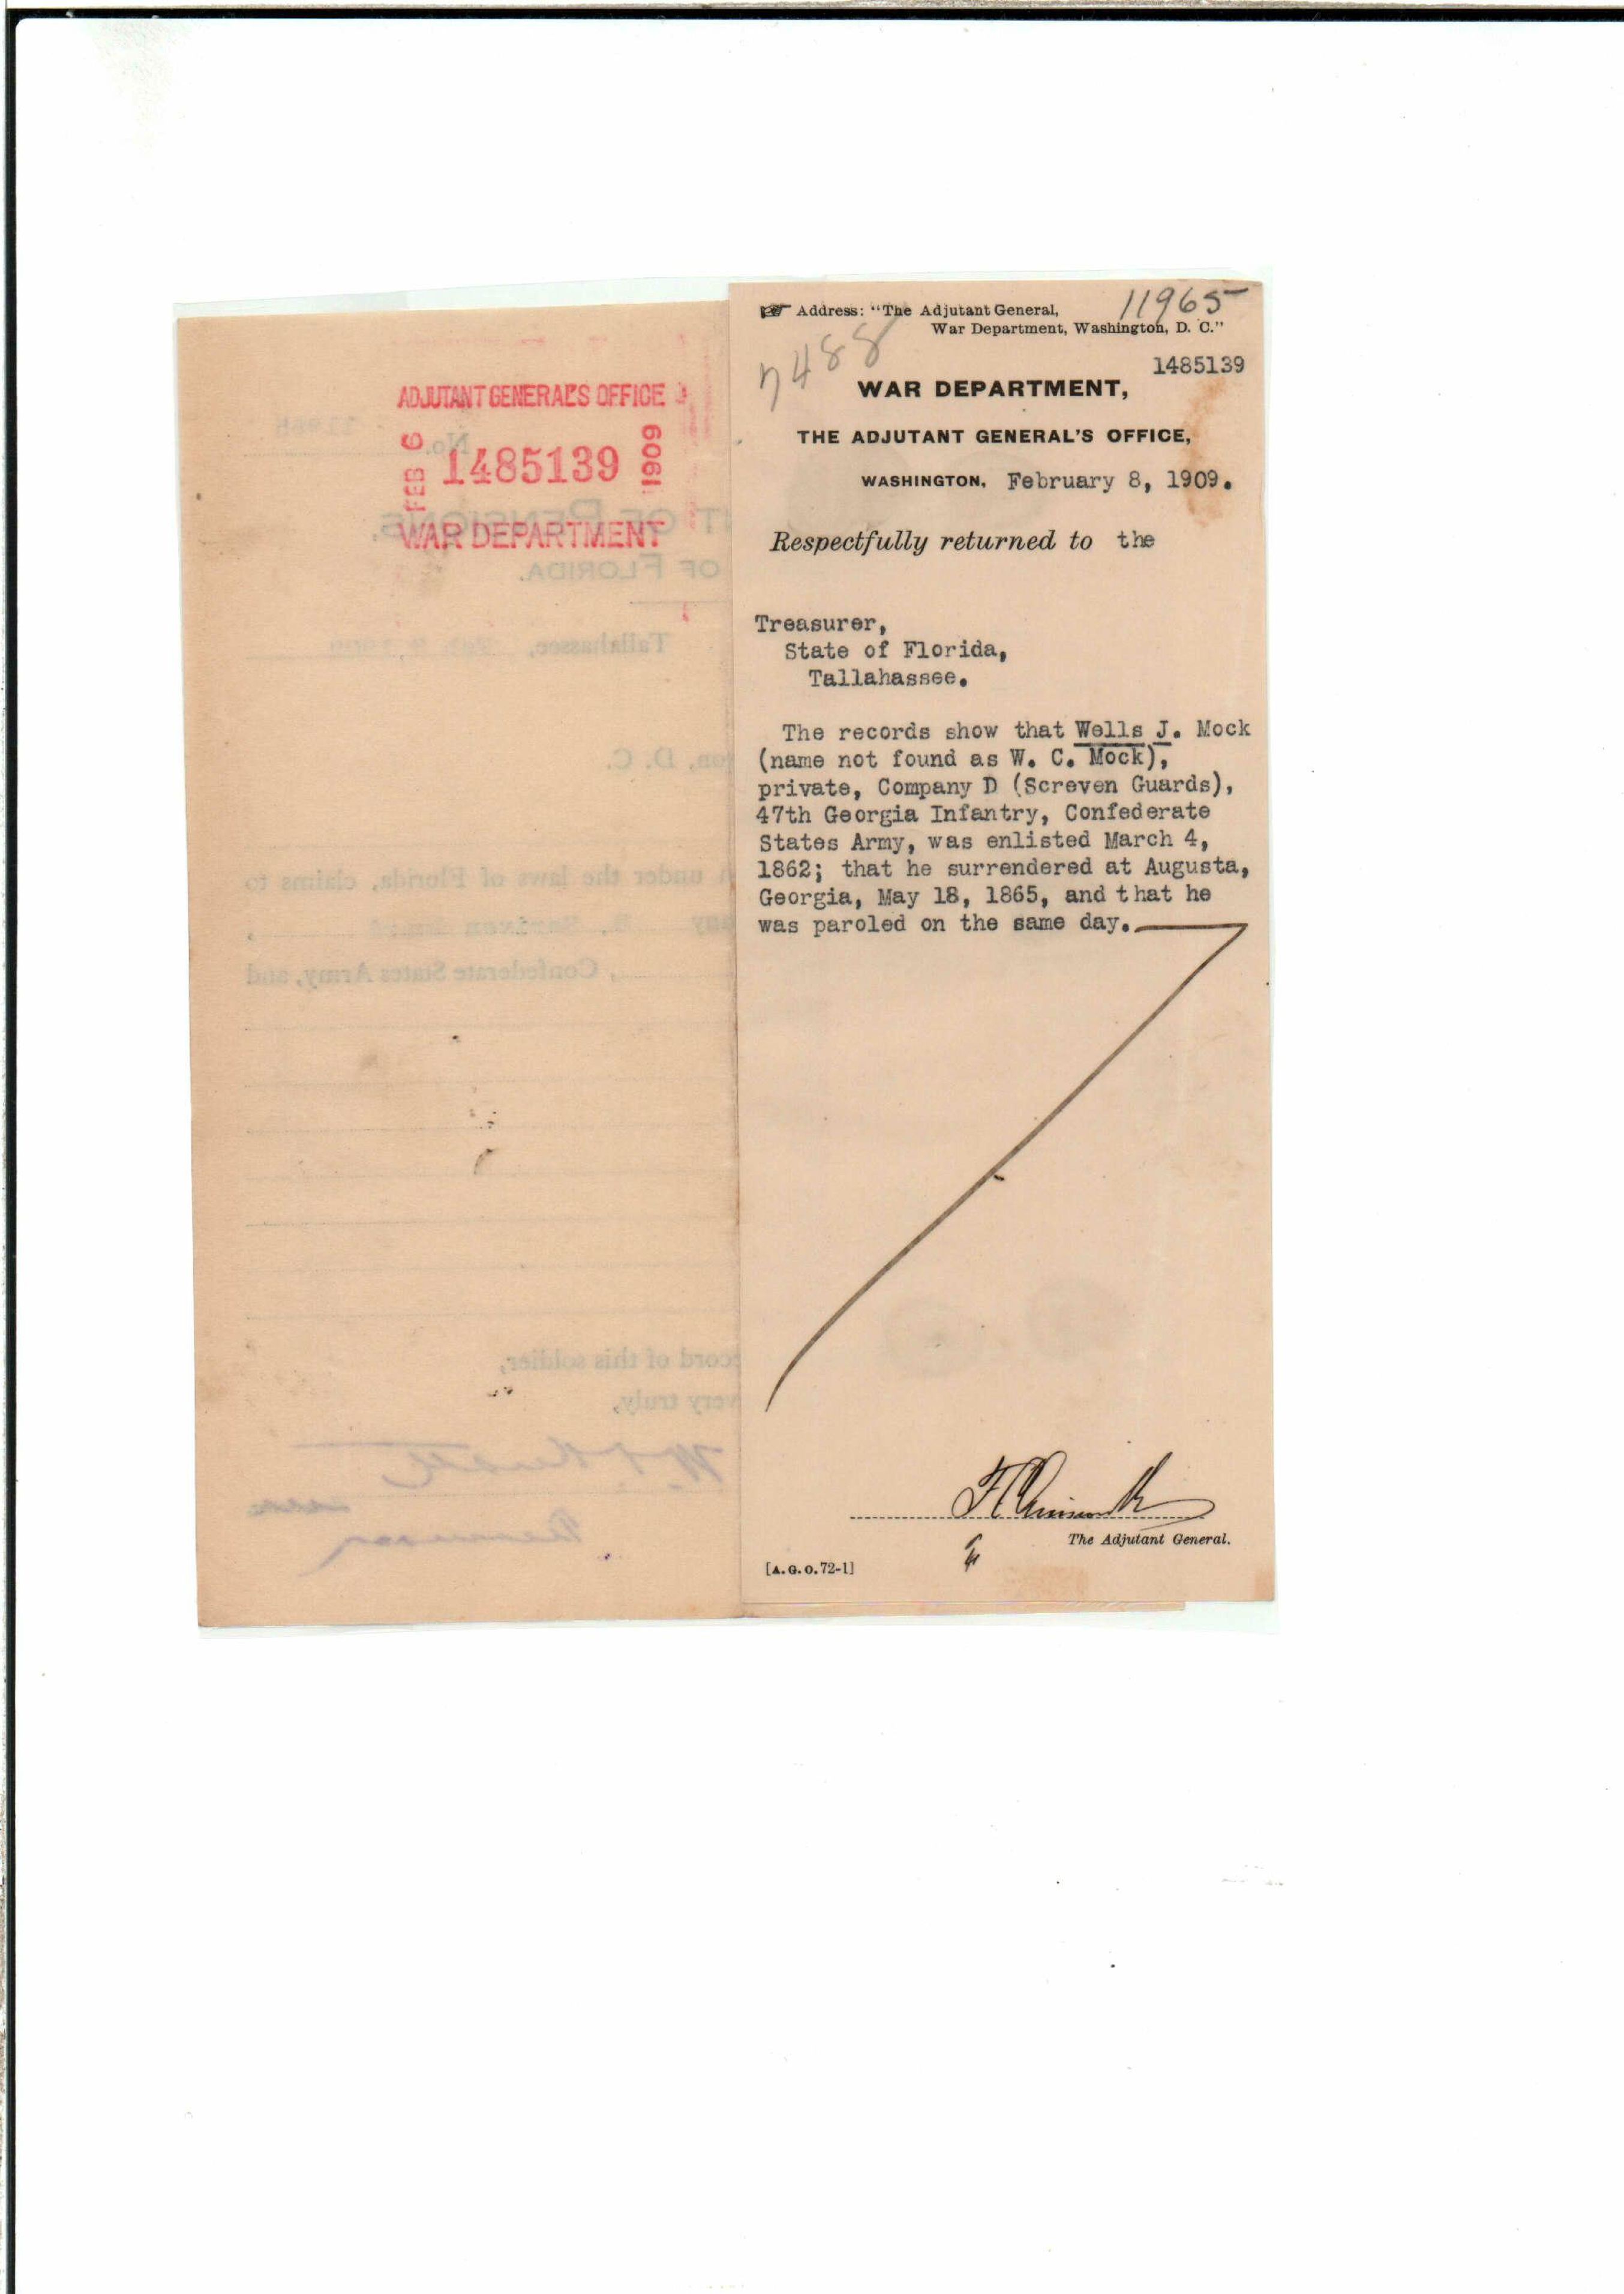 ADJUTANT GENERAL'S OFFICE
FEB 6
1485139
1909
WAR DEPARTMENT
No. 11965
OF PENSIONS,
OF FLORIDA.
Tallahassee,
D. C.
under the laws of Florida, claims to
, Confederate States Army, and
of this soldier,
very truly,
11965
Address: "The Adjutant General,
War Department, Washington, D. C."
7488
1485139
WAR DEPARTMENT,
THE ADJUTANT GENERAL'S OFFICE,
WASHINGTON, February 8, 1909.
Respectfully returned to the
Treasurer,
State of Florida,
Tallahassee.
The records show that Wells J. Mock
(name not found as W. C. Mock),
private, Company D (Screven Guards),
47th Georgia Infantry, Confederate
States Army, was enlisted March 4,
1862; that he surrendered at Augusta,
Georgia, May 18, 1865, and that he
was paroled on the same day.
F C Ainsworth
The Adjutant General.
[A. G. O. 72-1]